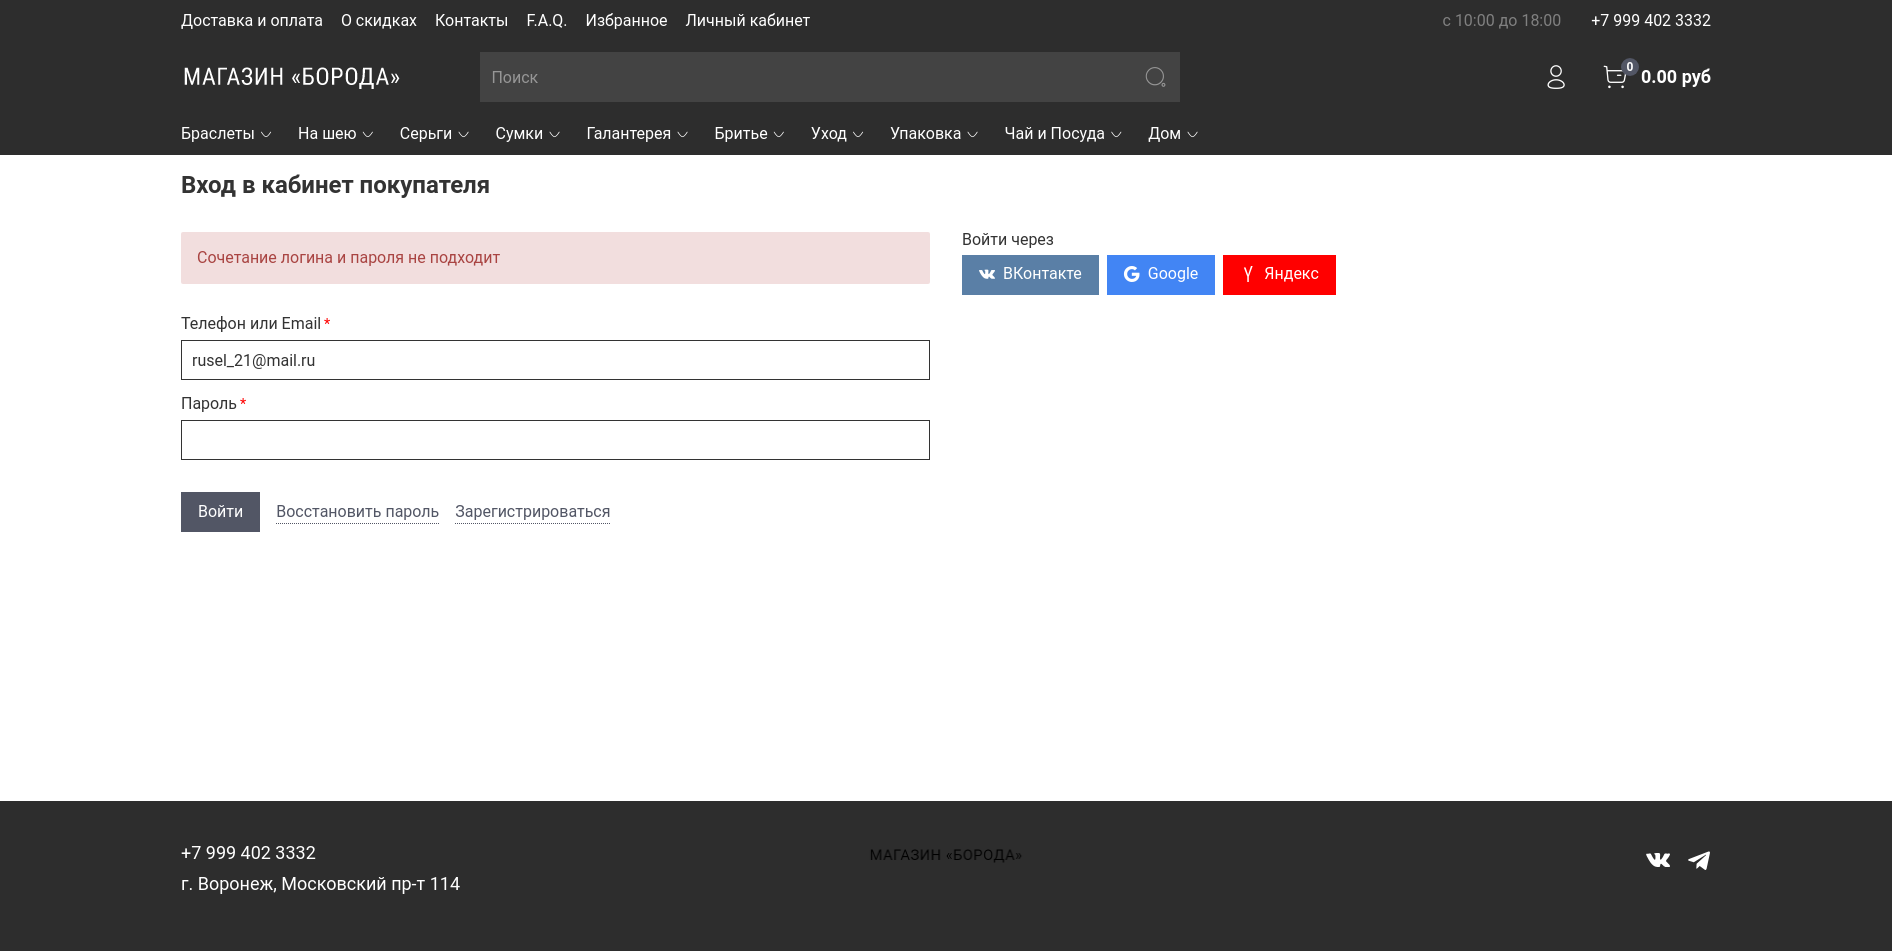 Доставка и оплата О скидках Контакты F.A.Q. Избранное Личный кабинет с 10:00 до 18:00 +7 999 402 3332
МАГАЗИН «БОРОДА» Поиск 0 0.00 руб
Браслеты На шею Серьги Сумки Галантерея Бритье Уход Упаковка Чай и Посуда Дом
Вход в кабинет покупателя
Сочетание логина и пароля не подходит
Войти через
ВКонтакте Google Яндекс
Телефон или Email *
rusel_21@mail.ru
Пароль *
Войти Восстановить пароль Зарегистрироваться
+7 999 402 3332
МАГАЗИН «БОРОДА»
г. Воронеж, Московский пр-т 114